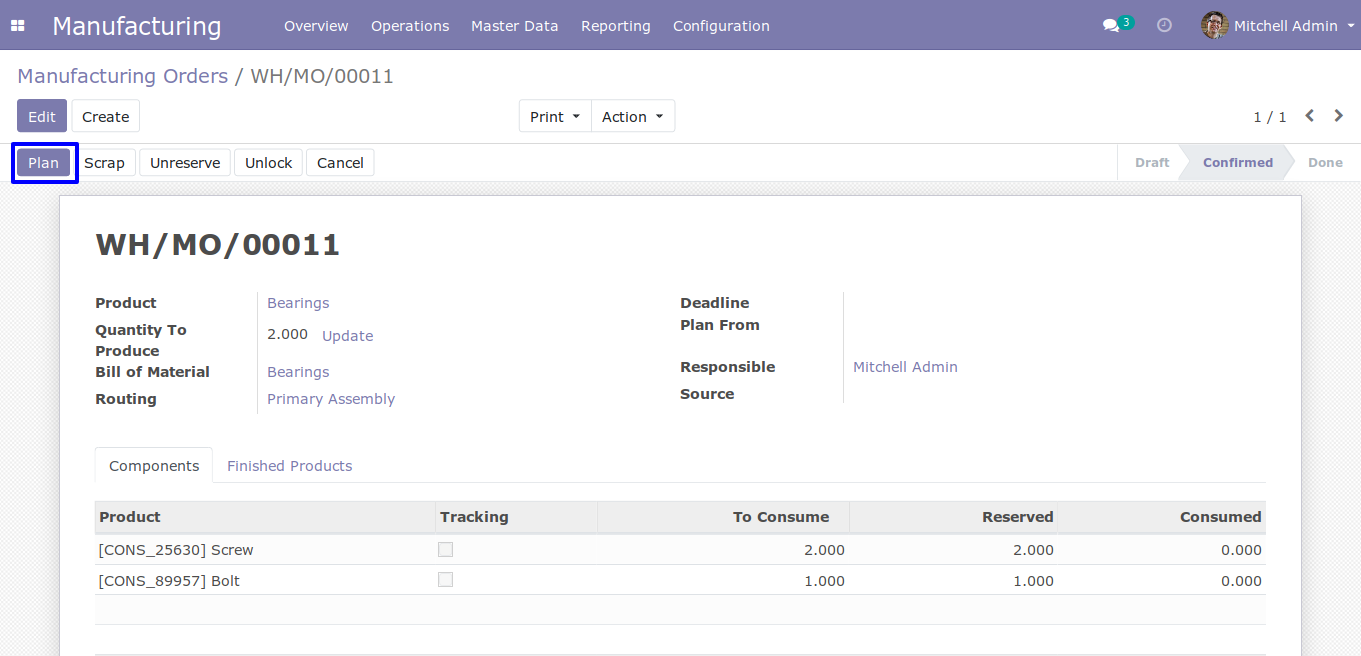 Manufacturing Overview Operations Master Data Reporting Configuration 3 Mitchell Admin
Manufacturing Orders / WH/MO/00011
Edit Create Print Action 1 / 1
Plan Scrap Unreserve Unlock Cancel Draft Confirmed Done
WH/MO/00011
Product Bearings
Quantity To Produce 2.000 Update
Bill of Material Bearings
Routing Primary Assembly
Deadline
Plan From
Responsible Mitchell Admin
Source
Components Finished Products
Product Tracking To Consume Reserved Consumed
[CONS_25630] Screw 2.000 2.000 0.000
[CONS_89957] Bolt 1.000 1.000 0.000